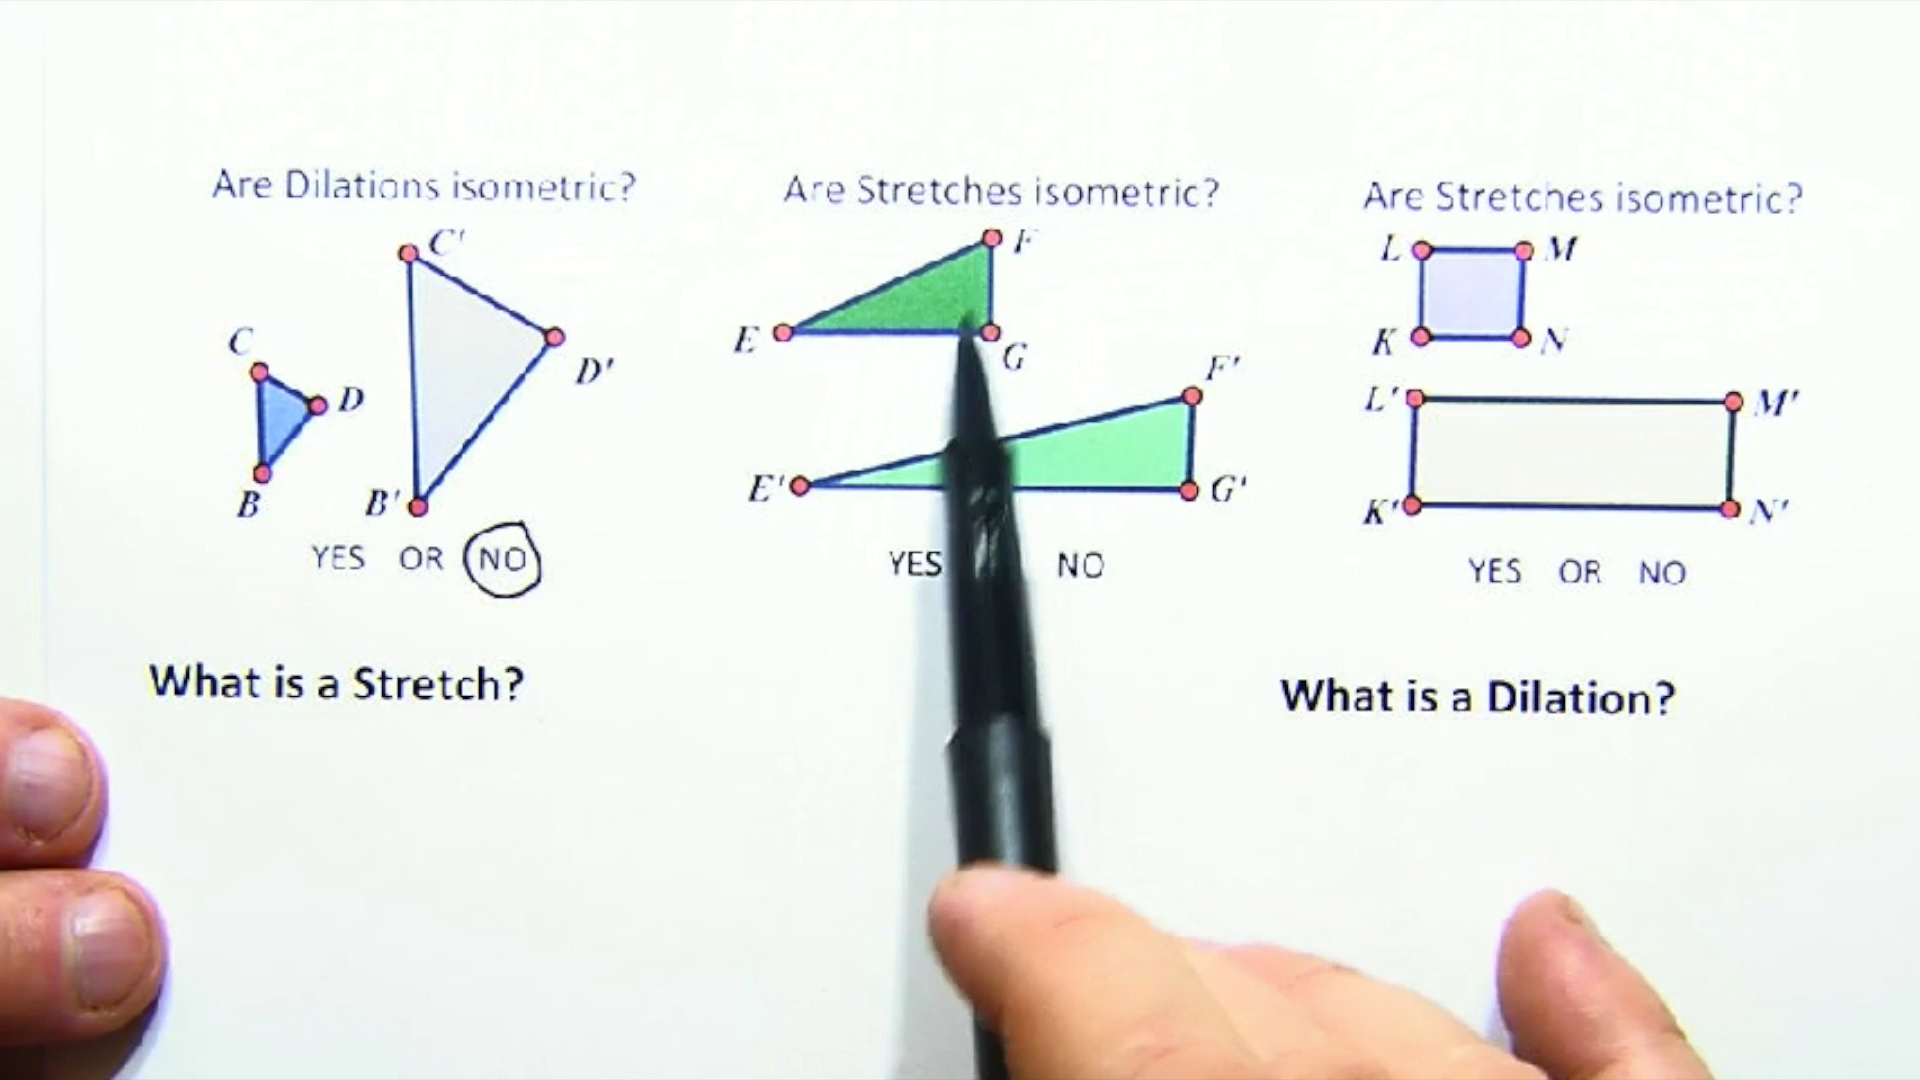 Are Dilations isometric?
C'
C
D
D'
B
B'
YES OR NO
Are Stretches isometric?
F
E
G
F'
E'
G'
YES NO
Are Stretches isometric?
L M
K N
L' M'
K' N'
YES OR NO
What is a Stretch?
What is a Dilation?